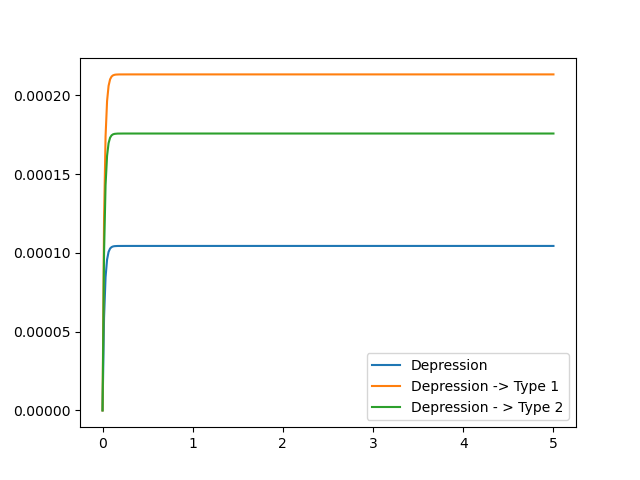 0.00020
0.00015
0.00010
0.00005
0.00000
0 1 2 3 4 5
Depression
Depression -> Type 1
Depression - > Type 2